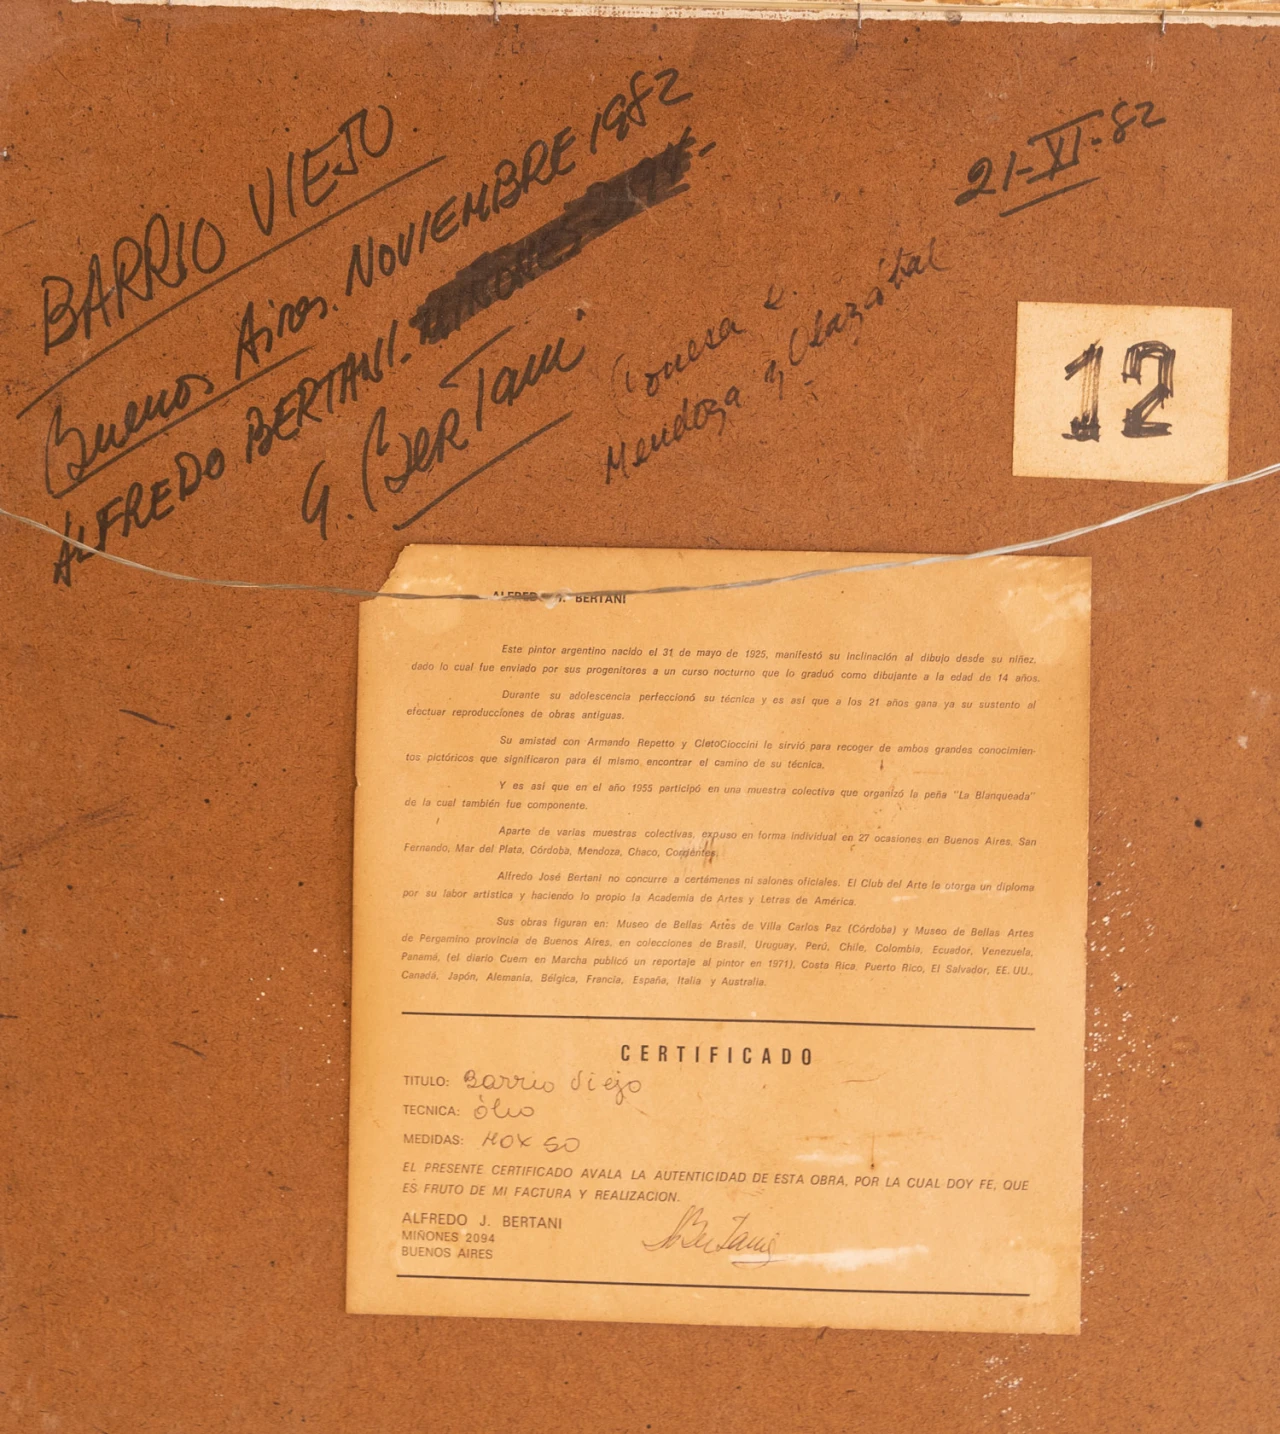 BARRIO VIEJO
Buenos Aires. NOVIEMBRE 1982
ALFREDO BERTANI.
G. BERTani
21-XI-82
Conesa e.
Mendoza y Olazábal
12
ALFREDO J. BERTANI
Este pintor argentino nacido el 31 de mayo de 1925, manifestó su inclinación al dibujo desde su niñez,
dado lo cual fue enviado por sus progenitores a un curso nocturno que lo graduó como dibujante a la edad de 14 años.
Durante su adolescencia perfeccionó su técnica y es así que a los 21 años gana ya su sustento al
efectuar reproducciones de obras antiguas.
Su amistad con Armando Repetto y CletoCioccini le sirvió para recoger de ambos grandes conocimien-
tos pictóricos que significaron para él mismo encontrar el camino de su técnica.
Y es así que en el año 1955 participó en una muestra colectiva que organizó la peña "La Blanqueada"
de la cual también fue componente.
Aparte de varias muestras colectivas, expuso en forma individual en 27 ocasiones en Buenos Aires, San
Fernando, Mar del Plata, Córdoba, Mendoza, Chaco, Corrientes.
Alfredo José Bertani no concurre a certámenes ni salones oficiales. El Club del Arte le otorga un diploma
por su labor artística y haciendo lo propio la Academia de Artes y Letras de América.
Sus obras figuran en: Museo de Bellas Artes de Villa Carlos Paz (Córdoba) y Museo de Bellas Artes
de Pergamino provincia de Buenos Aires, en colecciones de Brasil, Uruguay, Perú, Chile, Colombia, Ecuador, Venezuela,
Panamá, (el diario Cuem en Marcha publicó un reportaje al pintor en 1971), Costa Rica, Puerto Rico, El Salvador, EE. UU.,
Canadá, Japón, Alemania, Bélgica, Francia, España, Italia y Australia.
CERTIFICADO
TITULO: Barrio Viejo
TECNICA: óleo
MEDIDAS: 40x50
EL PRESENTE CERTIFICADO AVALA LA AUTENTICIDAD DE ESTA OBRA, POR LA CUAL DOY FE, QUE
ES FRUTO DE MI FACTURA Y REALIZACION.
ALFREDO J. BERTANI
MIÑONES 2094
BUENOS AIRES
ABerTani